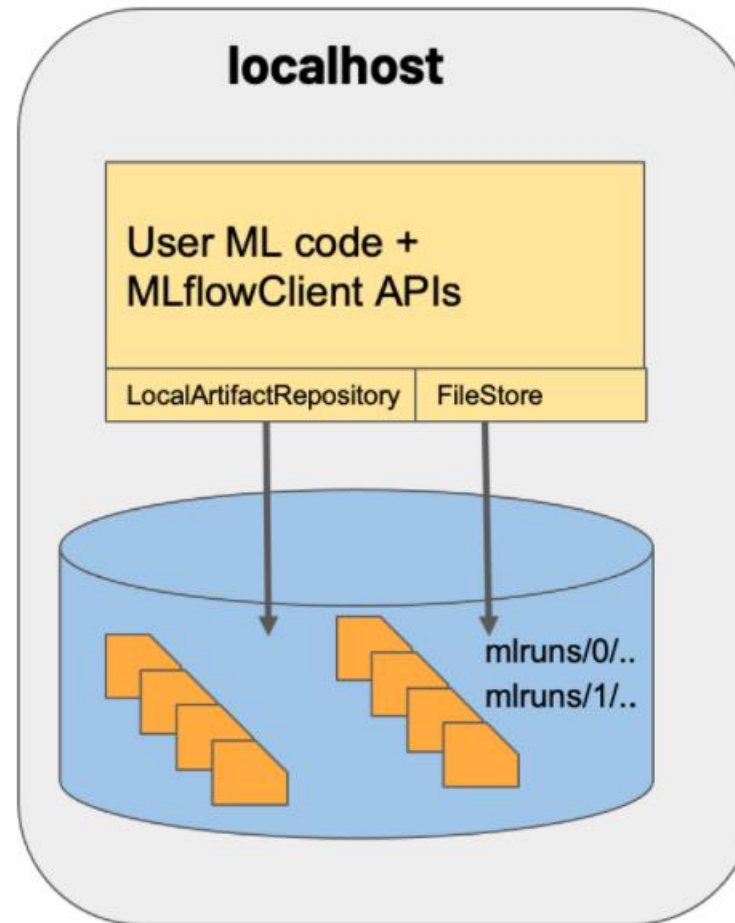 localhost
User ML code +
MLflowClient APIs
LocalArtifactRepository
FileStore
mlruns/0/..
mlruns/1/..